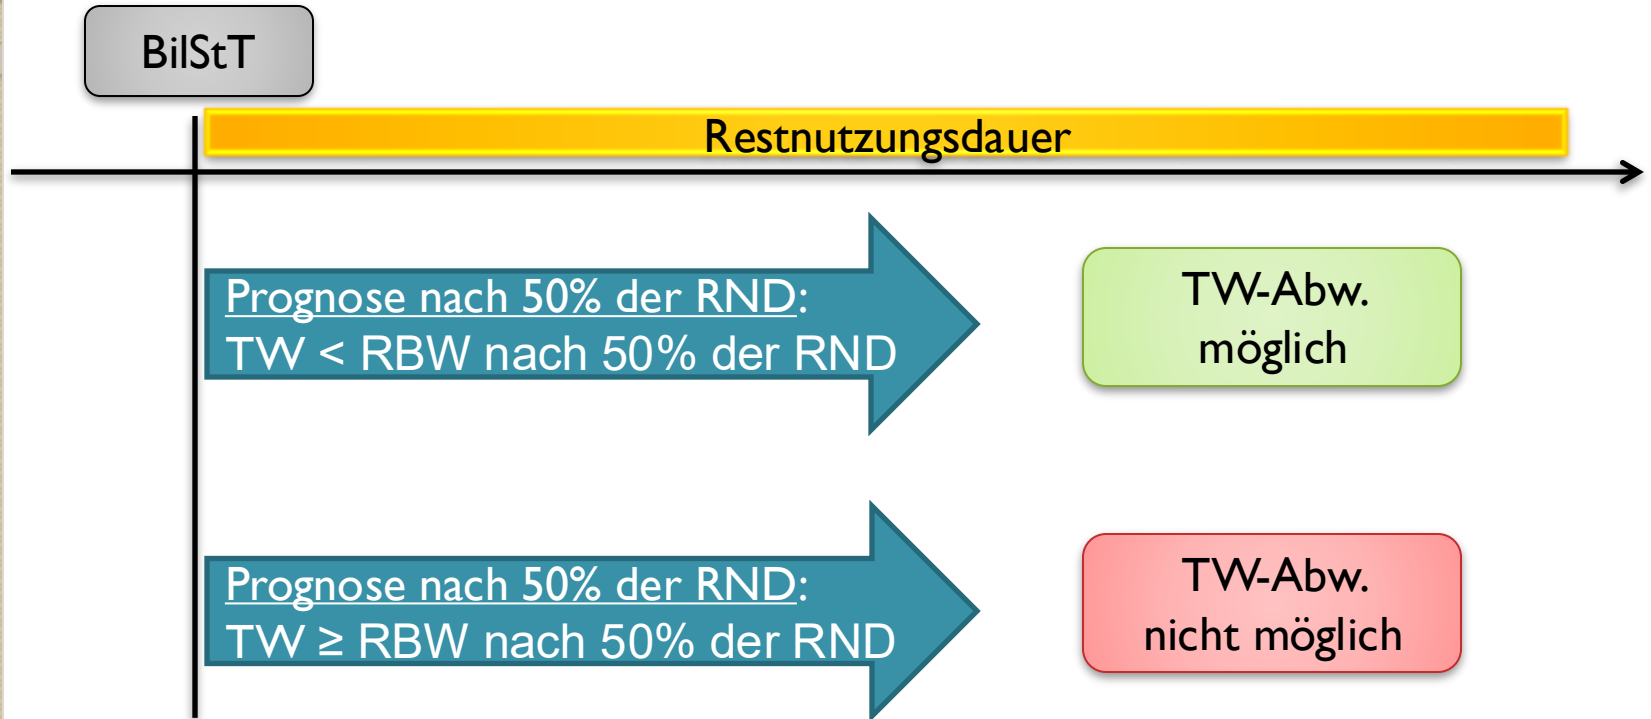 BilStT
Restnutzungsdauer
Prognose nach 50% der RND:
TW < RBW nach 50% der RND
TW-Abw.
möglich
Prognose nach 50% der RND:
TW ≥ RBW nach 50% der RND
TW-Abw.
nicht möglich